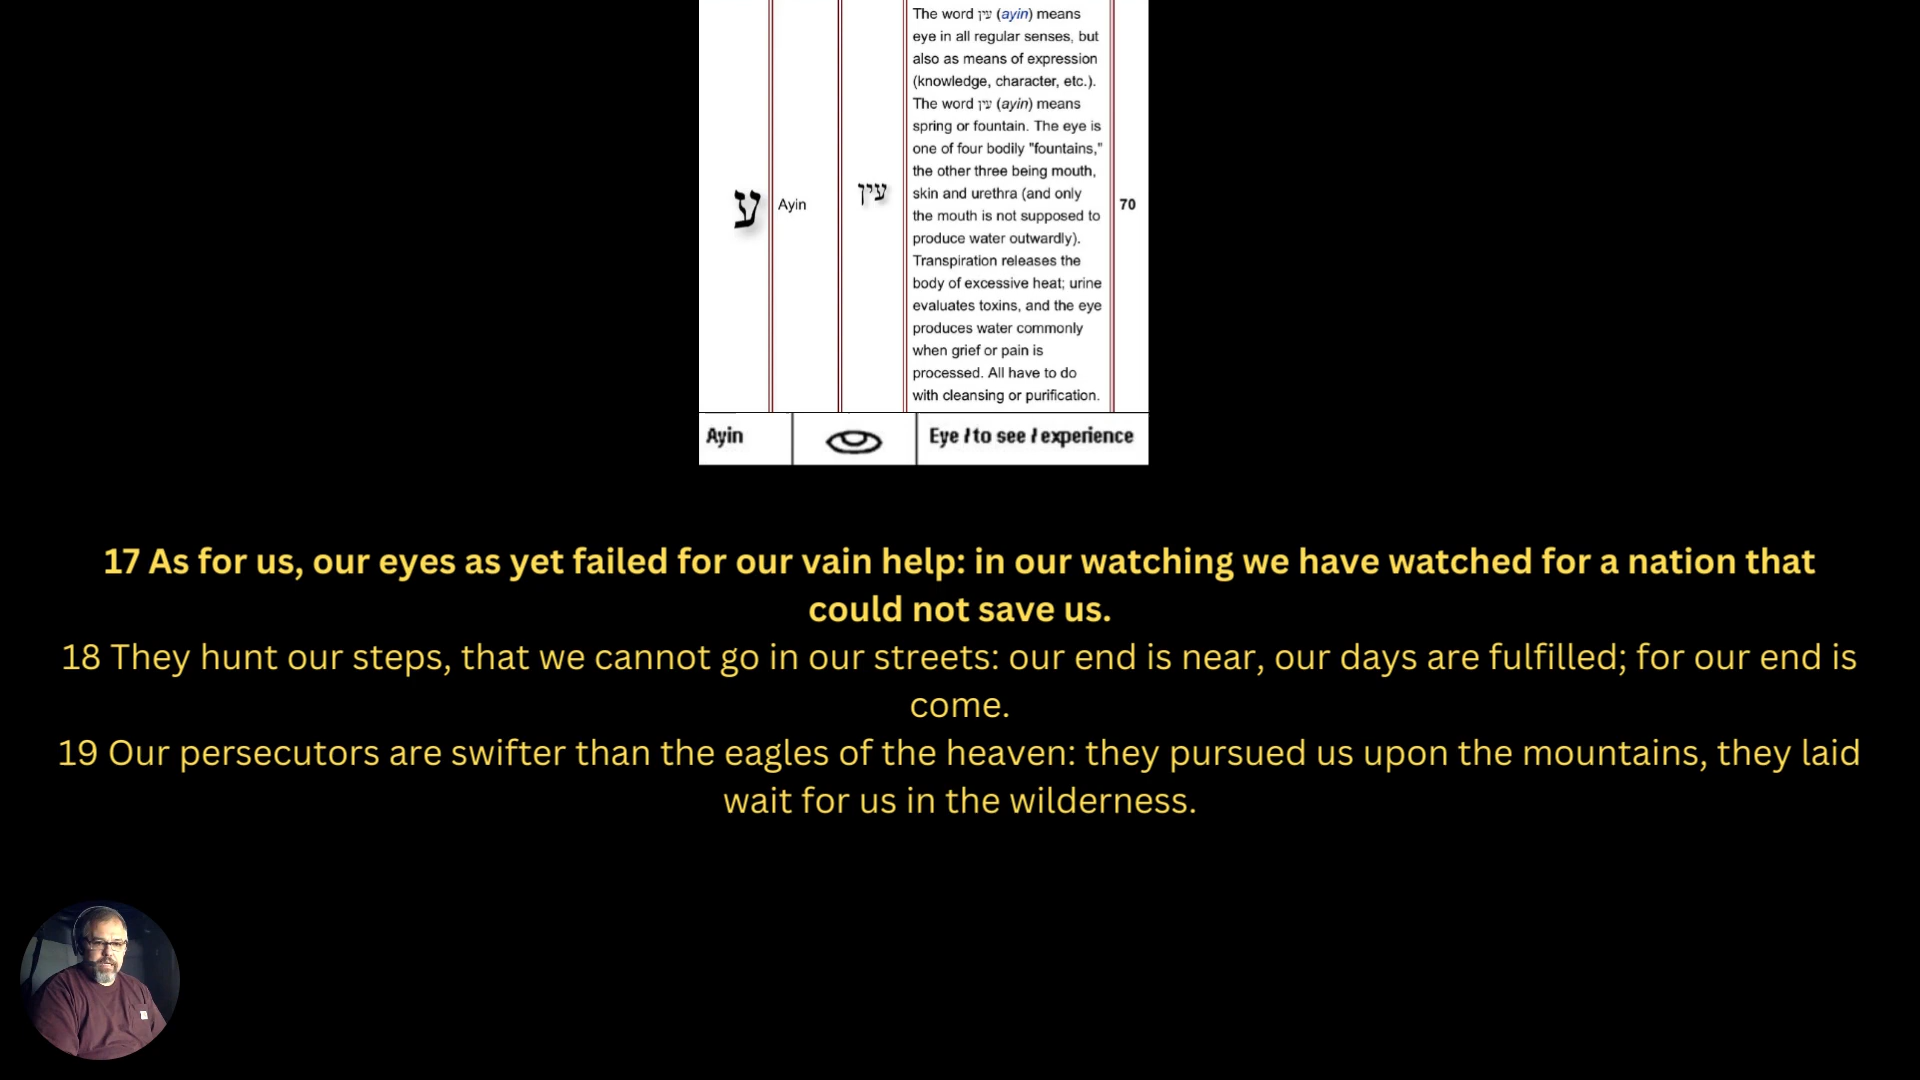 The word עין (ayin) means
eye in all regular senses, but
also as means of expression
(knowledge, character, etc.).
The word עין (ayin) means
spring or fountain. The eye is
one of four bodily "fountains,"
the other three being mouth,
skin and urethra (and only
the mouth is not supposed to
produce water outwardly).
Transpiration releases the
body of excessive heat; urine
evaluates toxins, and the eye
produces water commonly
when grief or pain is
processed. All have to do
with cleansing or purification.
ע Ayin עין 70
Ayin Eye / to see / experience
17 As for us, our eyes as yet failed for our vain help: in our watching we have watched for a nation that
could not save us.
18 They hunt our steps, that we cannot go in our streets: our end is near, our days are fulfilled; for our end is
come.
19 Our persecutors are swifter than the eagles of the heaven: they pursued us upon the mountains, they laid
wait for us in the wilderness.